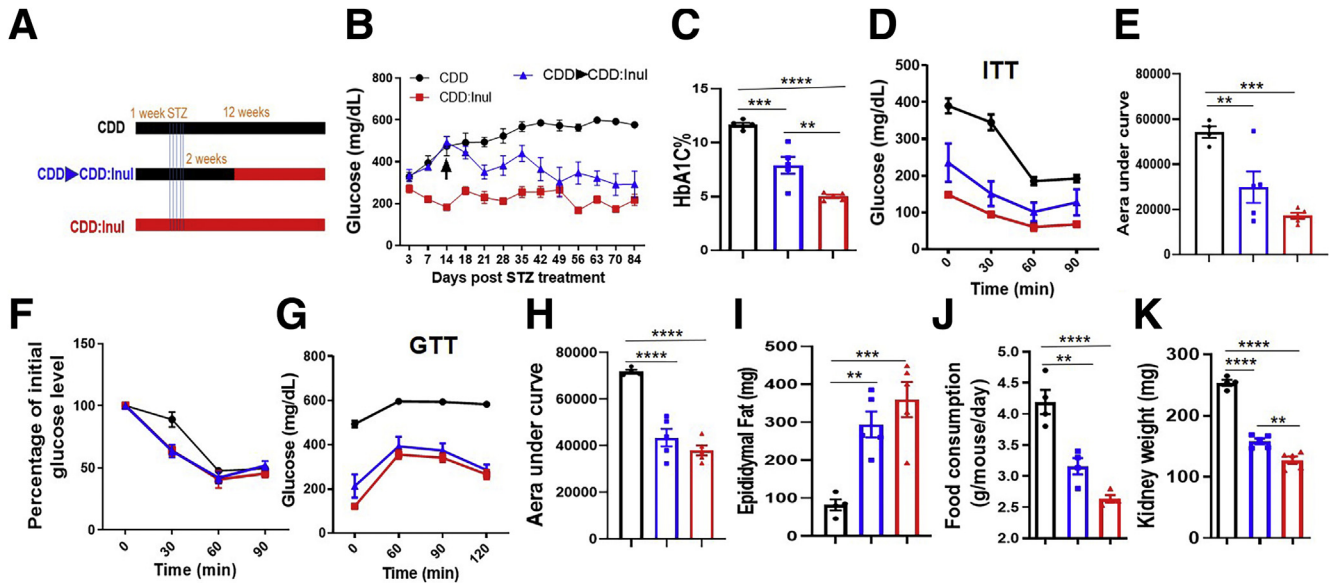 A
1 week STZ 12 weeks
CDD
2 weeks
CDD▶CDD:Inul
CDD:Inul
B
CDD
CDD▶CDD:Inul
CDD:Inul
Glucose (mg/dL)
800
600
400
200
0
3 7 14 18 21 28 35 42 49 56 63 70 84
Days post STZ treatment
C
HbA1C%
15
10
5
0
****
***
**
D
ITT
Glucose (mg/dL)
500
400
300
200
100
0
0 30 60 90
Time (min)
E
Aera under curve
80000
60000
40000
20000
0
***
**
F
Percentage of initial
glucose level
150
100
50
0
0 30 60 90
Time (min)
G
GTT
Glucose (mg/dL)
800
600
400
200
0
0 60 90 120
Time (min)
H
Aera under curve
80000
60000
40000
20000
0
****
****
I
Epididymal Fat (mg)
500
400
300
200
100
0
***
**
J
Food consumption
(g/mouse/day)
5.0
4.5
4.0
3.5
3.0
2.5
2.0
****
**
K
Kidney weight (mg)
300
200
100
0
****
****
**